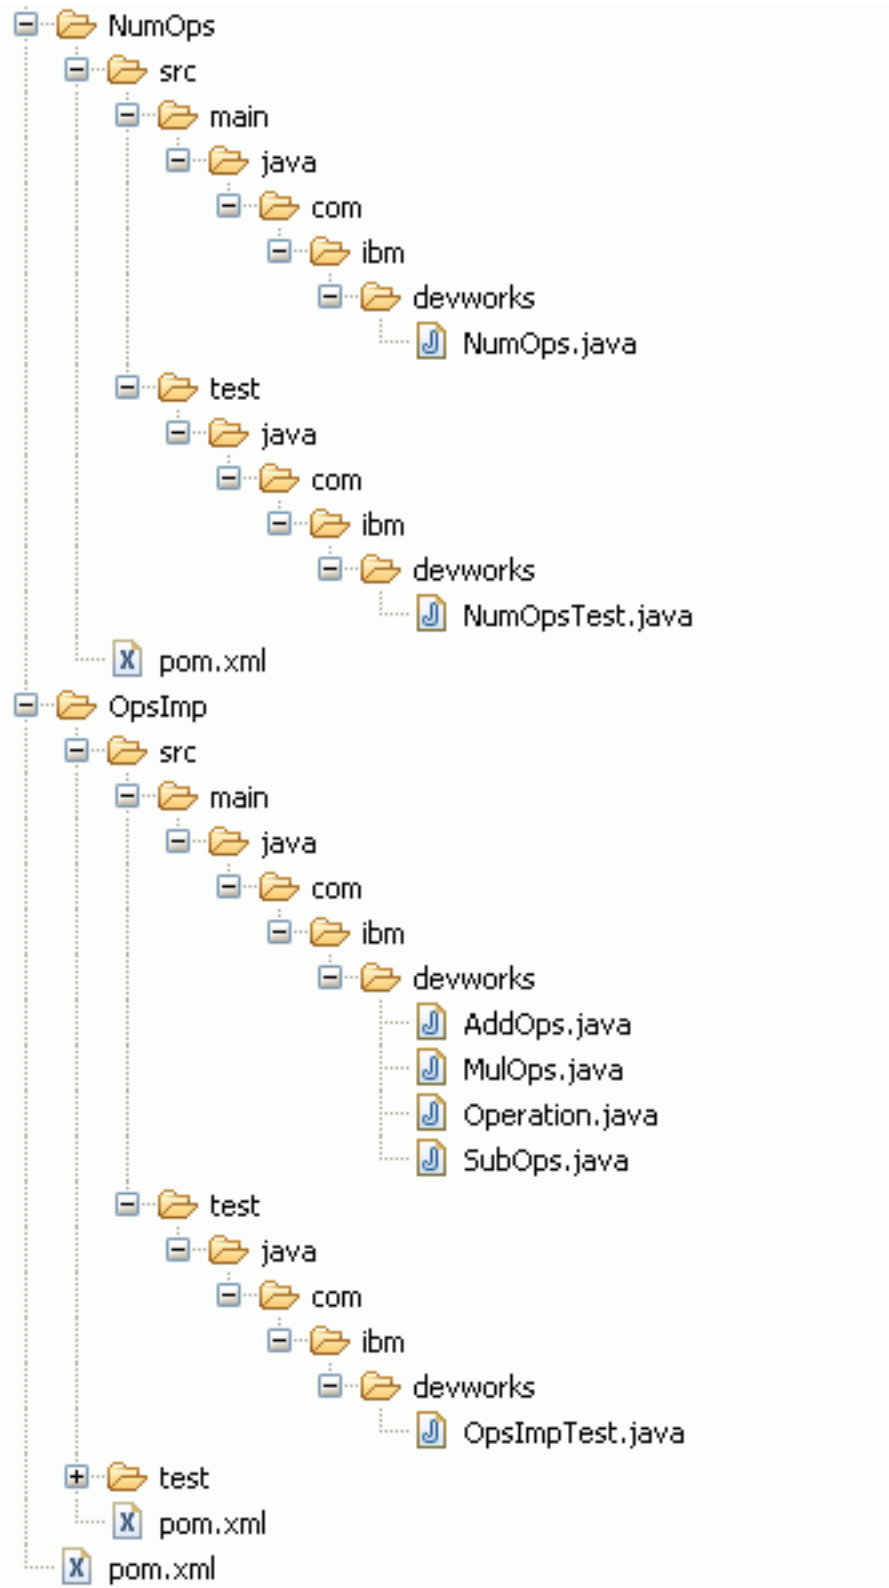 NumOps
src
main
java
com
ibm
devworks
NumOps.java
test
java
com
ibm
devworks
NumOpsTest.java
pom.xml
OpsImp
src
main
java
com
ibm
devworks
AddOps.java
MulOps.java
Operation.java
SubOps.java
test
java
com
ibm
devworks
OpsImpTest.java
test
pom.xml
pom.xml